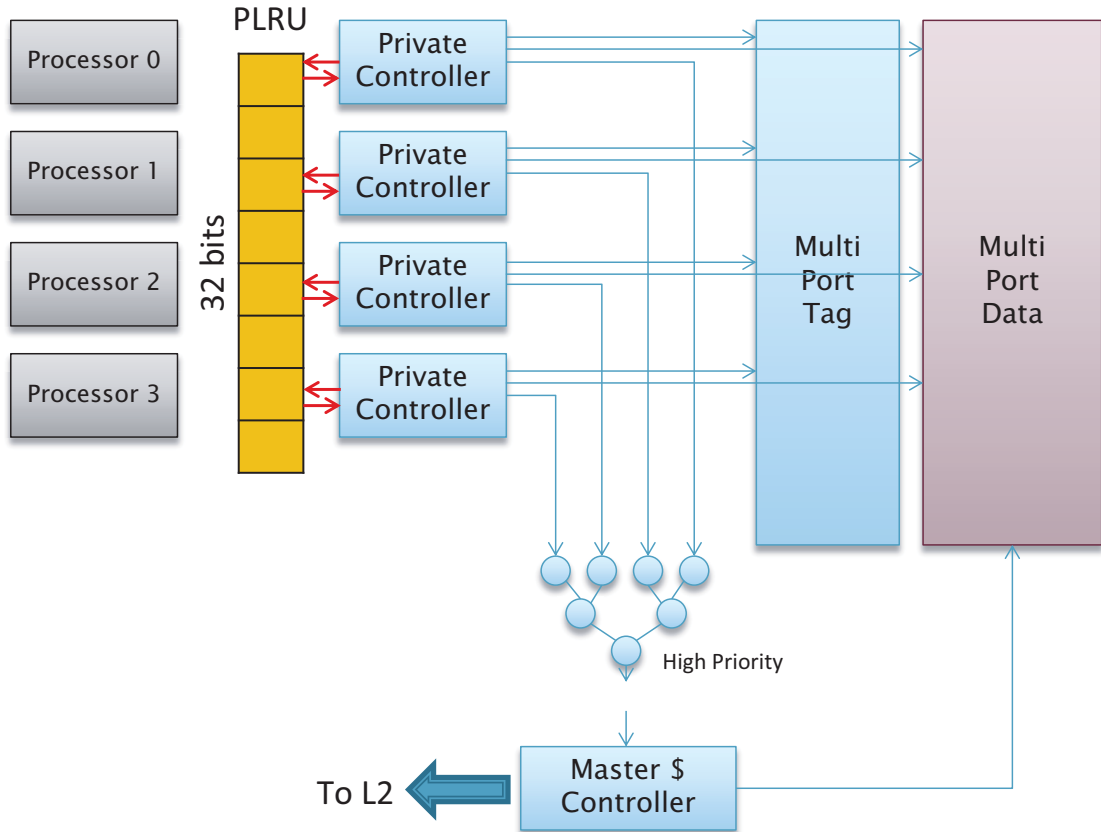 PLRU
Processor 0
Private
Controller
Processor 1
Private
Controller
Processor 2
Private
Controller
Processor 3
Private
Controller
32 bits
Multi
Port
Tag
Multi
Port
Data
High Priority
To L2
Master $
Controller